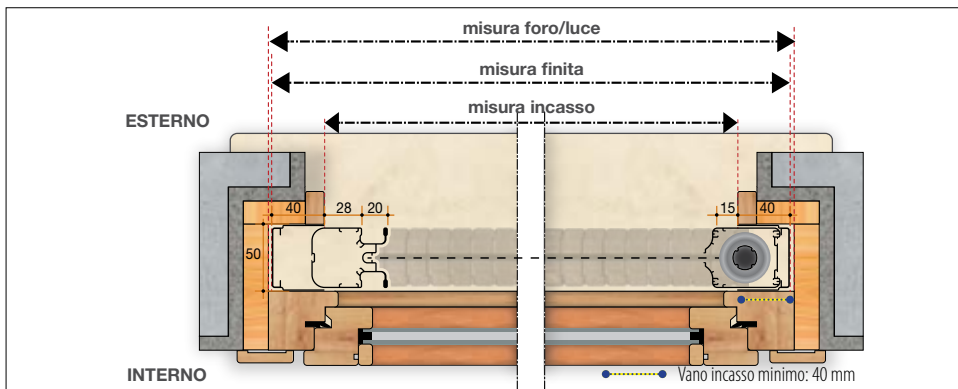 misura foro/luce
misura finita
misura incasso
ESTERNO
40 28 20 15 40
50
INTERNO
Vano incasso minimo: 40 mm